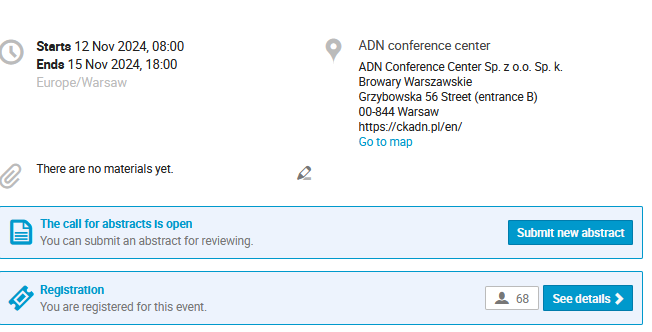 Starts 12 Nov 2024, 08:00
Ends 15 Nov 2024, 18:00
Europe/Warsaw
ADN conference center
ADN Conference Center Sp. z o.o. Sp. k.
Browary Warszawskie
Grzybowska 56 Street (entrance B)
00-844 Warsaw
https://ckadn.pl/en/
Go to map
There are no materials yet.
The call for abstracts is open
You can submit an abstract for reviewing.
Submit new abstract
Registration
You are registered for this event.
68
See details